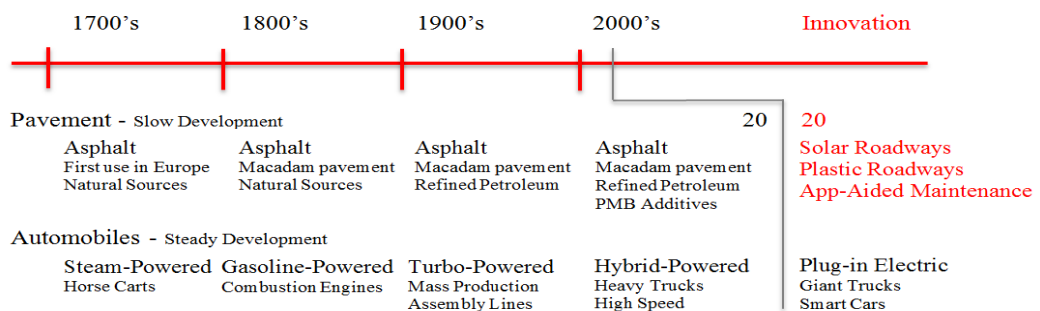 1700's 1800's 1900's 2000's Innovation
Pavement - Slow Development 20 20
Asphalt Asphalt Asphalt Asphalt Solar Roadways
First use in Europe Macadam pavement Macadam pavement Macadam pavement Plastic Roadways
Natural Sources Natural Sources Refined Petroleum Refined Petroleum App-Aided Maintenance
PMB Additives
Automobiles - Steady Development
Steam-Powered Gasoline-Powered Turbo-Powered Hybrid-Powered Plug-in Electric
Horse Carts Combustion Engines Mass Production Heavy Trucks Giant Trucks
Assembly Lines High Speed Smart Cars